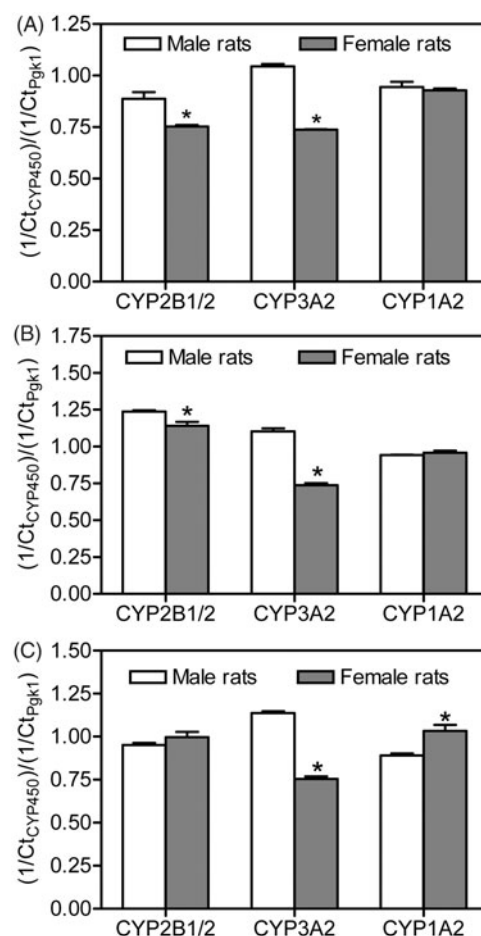 (A)
(1/Ct_CYP450)/(1/Ct_Pgk1)
1.25
1.00
0.75
0.50
0.25
0.00
Male rats Female rats
* *
CYP2B1/2 CYP3A2 CYP1A2
(B)
(1/Ct_CYP450)/(1/Ct_Pgk1)
1.75
1.50
1.25
1.00
0.75
0.50
0.25
0.00
Male rats Female rats
*
*
CYP2B1/2 CYP3A2 CYP1A2
(C)
(1/Ct_CYP450)/(1/Ct_Pgk1)
1.50
1.25
1.00
0.75
0.50
0.25
0.00
Male rats Female rats
*
*
CYP2B1/2 CYP3A2 CYP1A2